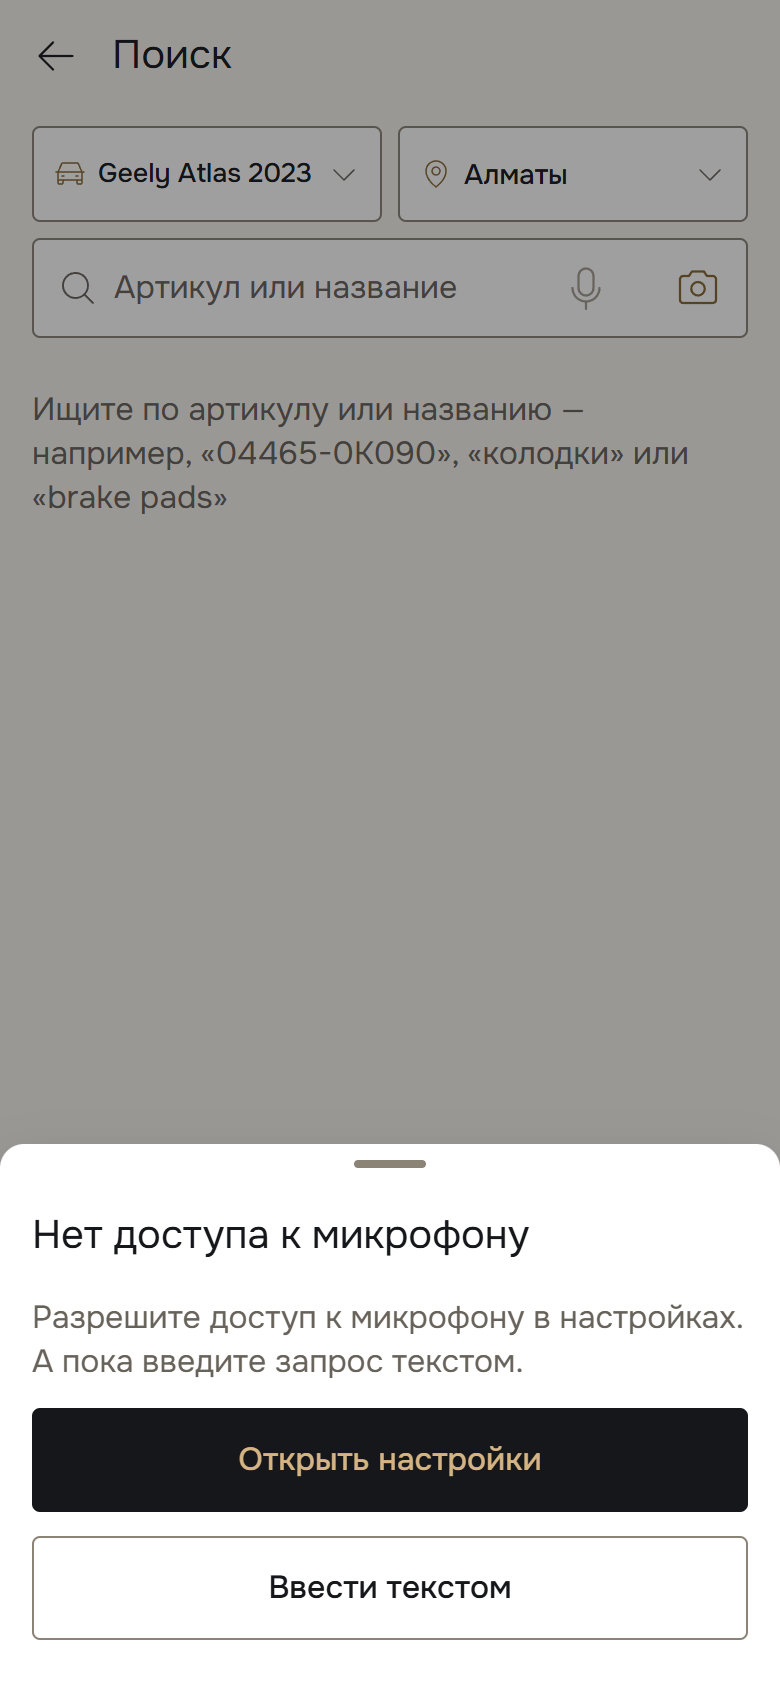 Поиск
Geely Atlas 2023
Алматы
Артикул или название
Ищите по артикулу или названию —
например, «04465-0K090», «колодки» или
«brake pads»
Нет доступа к микрофону
Разрешите доступ к микрофону в настройках.
А пока введите запрос текстом.
Открыть настройки
Ввести текстом